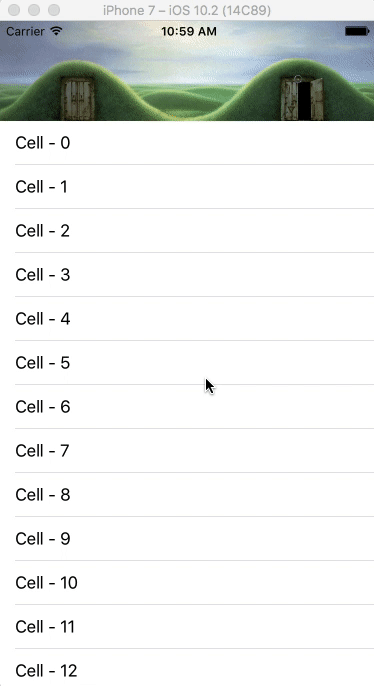 iPhone 7 – iOS 10.2 (14C89)
Carrier 10:59 AM
Cell - 0
Cell - 1
Cell - 2
Cell - 3
Cell - 4
Cell - 5
Cell - 6
Cell - 7
Cell - 8
Cell - 9
Cell - 10
Cell - 11
Cell - 12